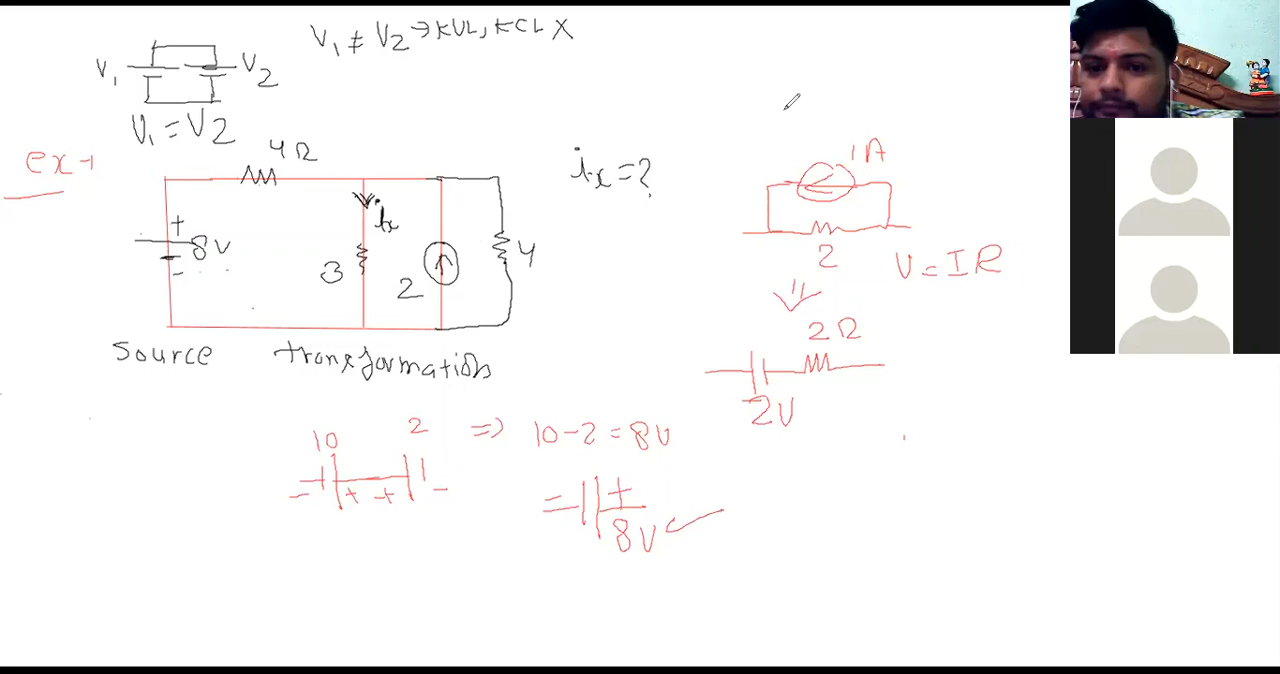 V₁ ≠ V₂ → KVL, KCL X
V₁ V₂
V₁ = V₂
ex-1
4Ω
8V
+
-
iₓ
3
2
4
iₓ = ?
Source transformation
1A
2
V = IR
2Ω
2V
10 2 ⇒ 10-2 = 8V
- + + -
= +
8V